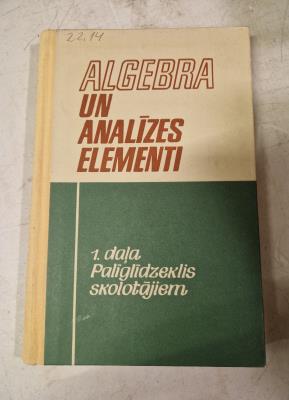 22.14
ALGEBRA
UN
ANALĪZES
ELEMENTI
1. daļa
Palīglīdzeklis
skolotājiem